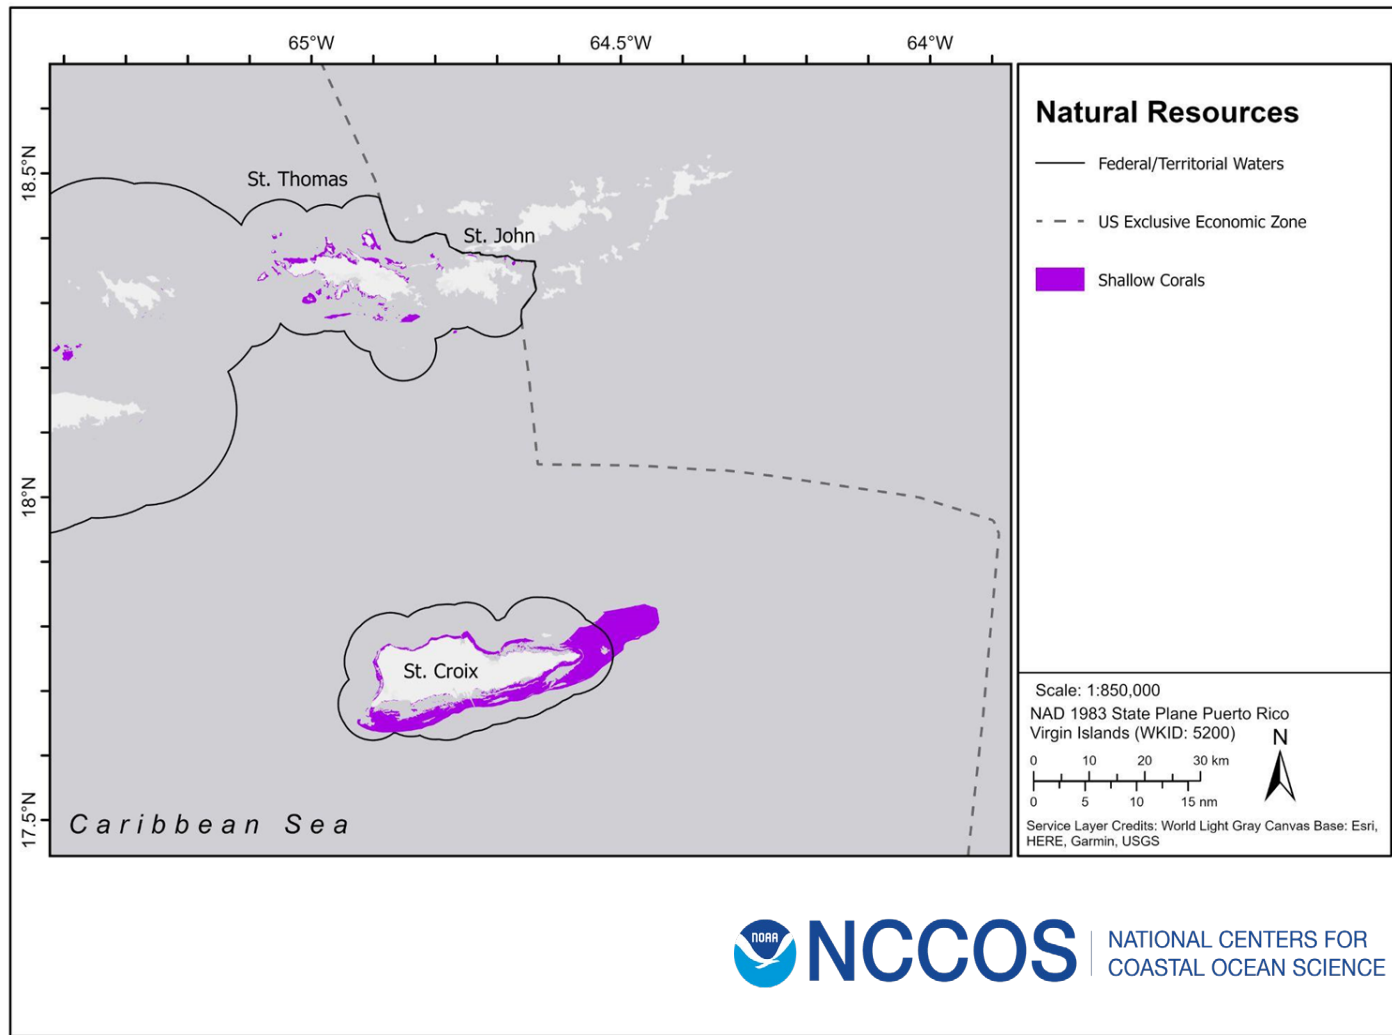 65°W
64.5°W
64°W
18.5°N
18°N
17.5°N
St. Thomas
St. John
St. Croix
Caribbean Sea
Natural Resources
Federal/Territorial Waters
US Exclusive Economic Zone
Shallow Corals
Scale: 1:850,000
NAD 1983 State Plane Puerto Rico
Virgin Islands (WKID: 5200)
N
0 10 20 30 km
0 5 10 15 nm
Service Layer Credits: World Light Gray Canvas Base: Esri,
HERE, Garmin, USGS
NOAA
NCCOS
NATIONAL CENTERS FOR
COASTAL OCEAN SCIENCE